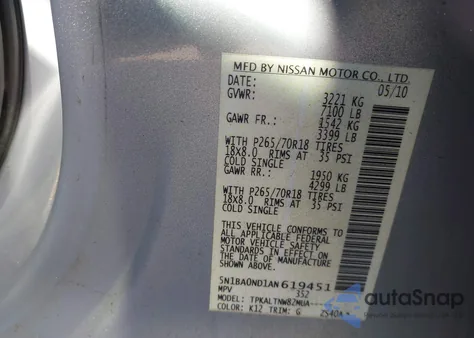 MFD BY NISSAN MOTOR CO., LTD.
DATE: 05/10
GVWR: 3221 KG
7100 LB
GAWR FR.: 1542 KG
3399 LB
WITH P265/70R18 TIRES
18x8.0 RIMS AT 35 PSI
COLD SINGLE
GAWR RR.: 1950 KG
4299 LB
WITH P265/70R18 TIRES
18x8.0 RIMS AT 35 PSI
COLD SINGLE
THIS VEHICLE CONFORMS TO
ALL APPLICABLE FEDERAL
MOTOR VEHICLE SAFETY
STANDARDS IN EFFECT ON THE
DATE OF MANUFACTURE SHOWN
ABOVE.
5N1BA0ND1AN619451
MPV 352
MODEL: TPKALTNW8ZMUA----
COLOR: K12 TRIM: G ZS40A
autoSnap